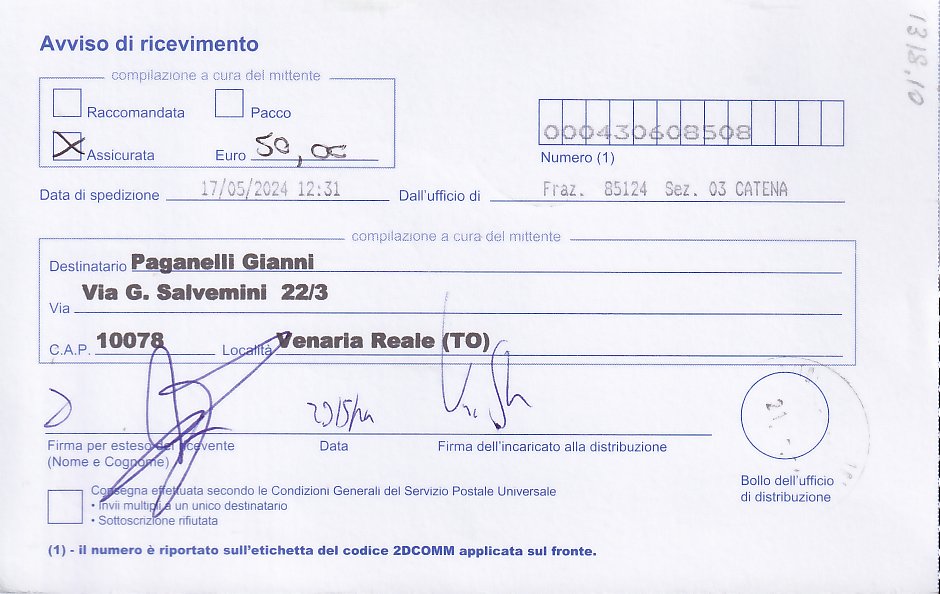 Avviso di ricevimento
compilazione a cura del mittente
Raccomandata
Pacco
Assicurata
Euro 50,00
000430608508
Numero (1)
Data di spedizione 17/05/2024 12:31
Dall'ufficio di Fraz. 85124 Sez. 03 CATENA
compilazione a cura del mittente
Destinatario Paganelli Gianni
Via Via G. Salvemini 22/3
C.A.P. 10078 Località Venaria Reale (TO)
Firma per esteso del ricevente
(Nome e Cognome)
Data
Firma dell'incaricato alla distribuzione
Bollo dell'ufficio
di distribuzione
Consegna effettuata secondo le Condizioni Generali del Servizio Postale Universale
• Invii multipli a un unico destinatario
• Sottoscrizione rifiutata
(1) - il numero è riportato sull'etichetta del codice 2DCOMM applicata sul fronte.